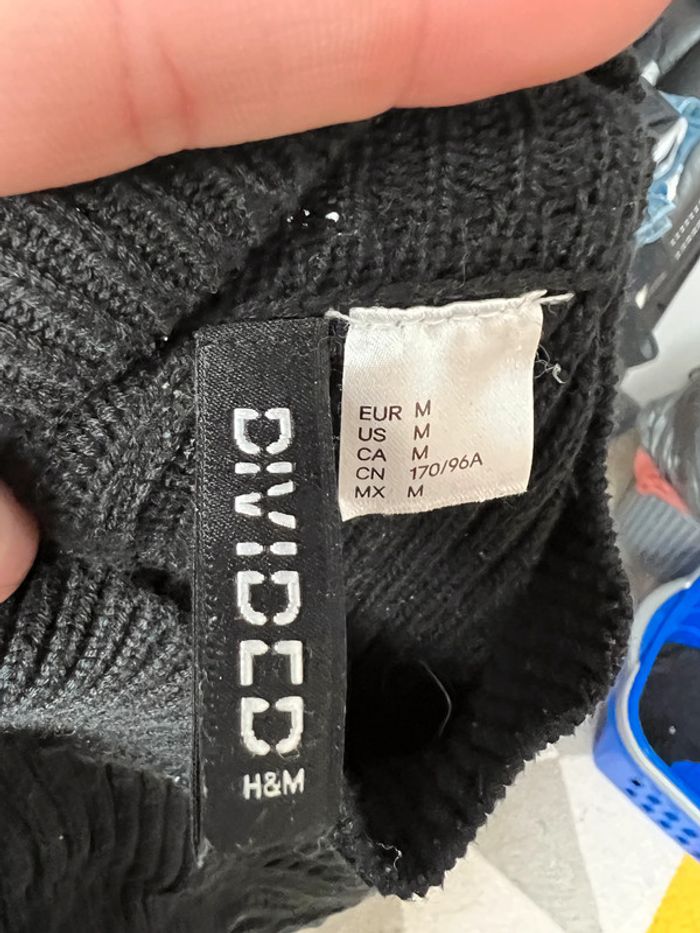 DIVIDED
H&M
EUR M
US M
CA M
CN 170/96A
MX M